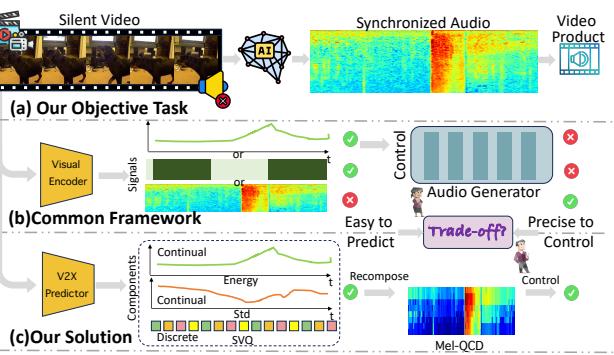 Silent Video
Synchronized Audio
Video
Product
AI
(a) Our Objective Task
Visual
Encoder
Signals
or
t
or
Control
Audio Generator
(b)Common Framework
Easy to
Predict
Trade-off?
Precise to
Control
V2X
Predictor
Components
Continual
t
Energy
Continual
t
Std
Discrete
SVQ
Recompose
Control
Mel-QCD
(c)Our Solution